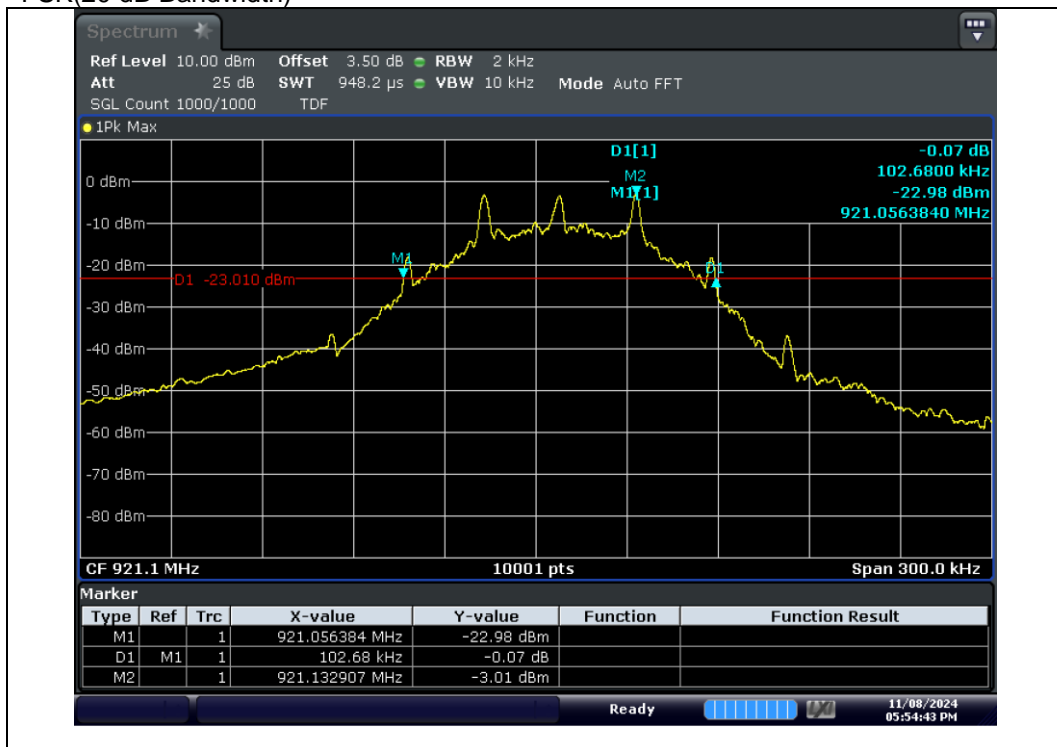 Spectrum
Ref Level 10.00 dBm Offset 3.50 dB RBW 2 kHz
Att 25 dB SWT 948.2 µs VBW 10 kHz Mode Auto FFT
SGL Count 1000/1000 TDF
1Pk Max
D1[1] -0.07 dB
102.6800 kHz
M2
M1[1] -22.98 dBm
921.0563840 MHz
0 dBm
-10 dBm
M1
-20 dBm
D1
D1 -23.010 dBm
-30 dBm
-40 dBm
-50 dBm
-60 dBm
-70 dBm
-80 dBm
CF 921.1 MHz 10001 pts Span 300.0 kHz
Marker
Type Ref Trc X-value Y-value Function Function Result
M1 1 921.056384 MHz -22.98 dBm
D1 M1 1 102.68 kHz -0.07 dB
M2 1 921.132907 MHz -3.01 dBm
Ready 11/08/2024
05:54:43 PM